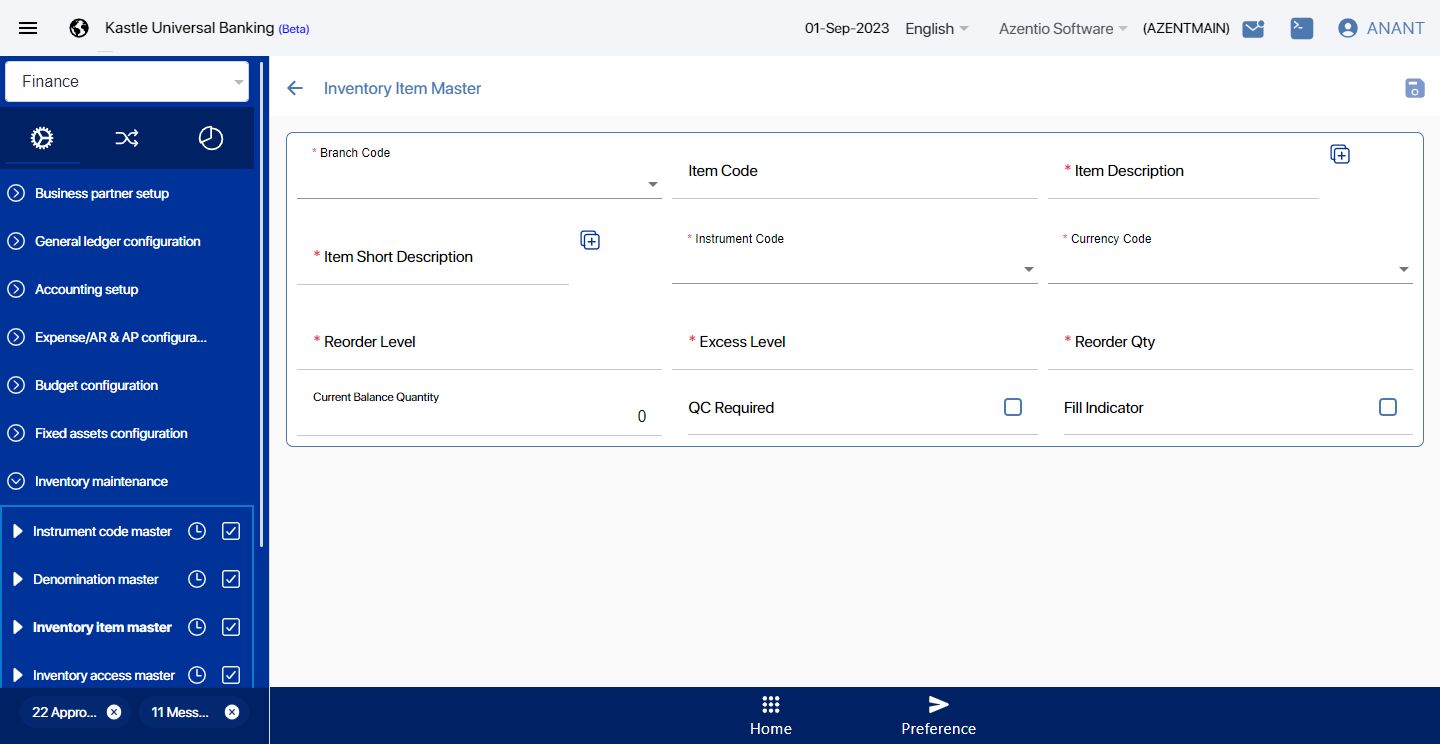 Kastle Universal Banking (Beta)
01-Sep-2023 English Azentio Software (AZENTMAIN) ANANT
Finance
Inventory Item Master
Business partner setup
General ledger configuration
Accounting setup
Expense/AR & AP configura...
Budget configuration
Fixed assets configuration
Inventory maintenance
Instrument code master
Denomination master
Inventory item master
Inventory access master
22 Appro...
11 Mess...
* Branch Code
Item Code
* Item Description
* Item Short Description
* Instrument Code
* Currency Code
* Reorder Level
* Excess Level
* Reorder Qty
Current Balance Quantity
0
QC Required
Fill Indicator
Home
Preference